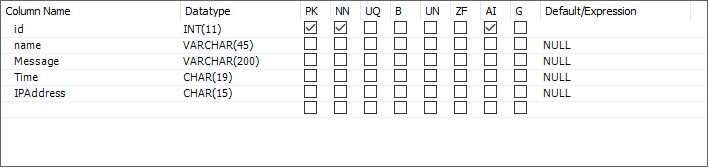 Column Name Datatype PK NN UQ B UN ZF AI G Default/Expression
id INT(11)
name VARCHAR(45) NULL
Message VARCHAR(200) NULL
Time CHAR(19) NULL
IPAddress CHAR(15) NULL